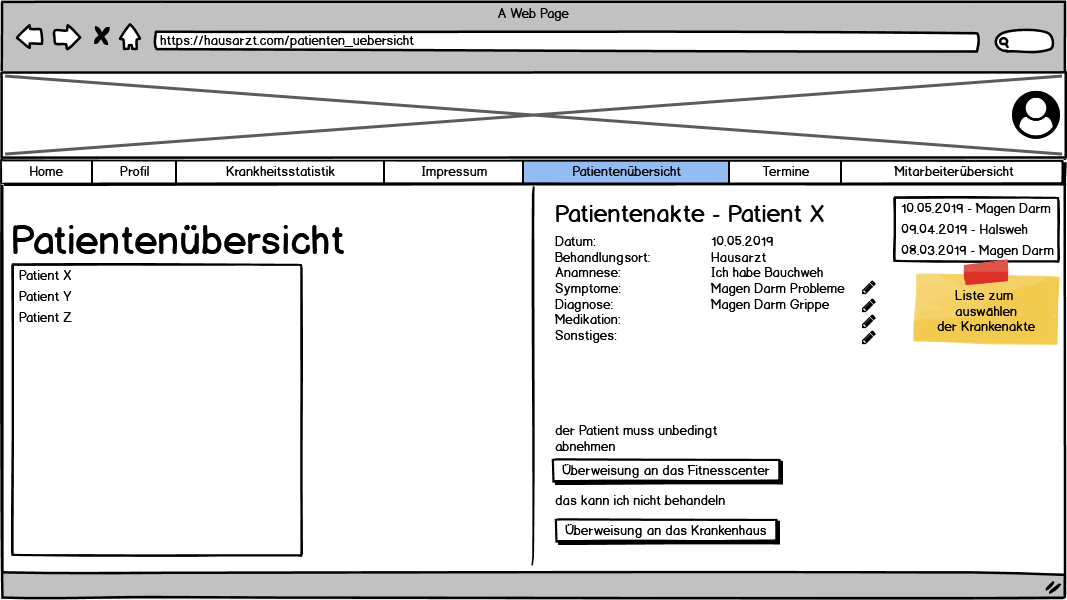 A Web Page
https://hausarzt.com/patienten_uebersicht
Home Profil Krankheitsstatistik Impressum Patientenübersicht Termine Mitarbeiterübersicht
Patientenübersicht
Patient X
Patient Y
Patient Z
Patientenakte - Patient X
Datum: 10.05.2019
Behandlungsort: Hausarzt
Anamnese: Ich habe Bauchweh
Symptome: Magen Darm Probleme
Diagnose: Magen Darm Grippe
Medikation:
Sonstiges:
10.05.2019 - Magen Darm
09.04.2019 - Halsweh
08.03.2019 - Magen Darm
Liste zum
auswählen
der Krankenakte
der Patient muss unbedingt
abnehmen
Überweisung an das Fitnesscenter
das kann ich nicht behandeln
Überweisung an das Krankenhaus